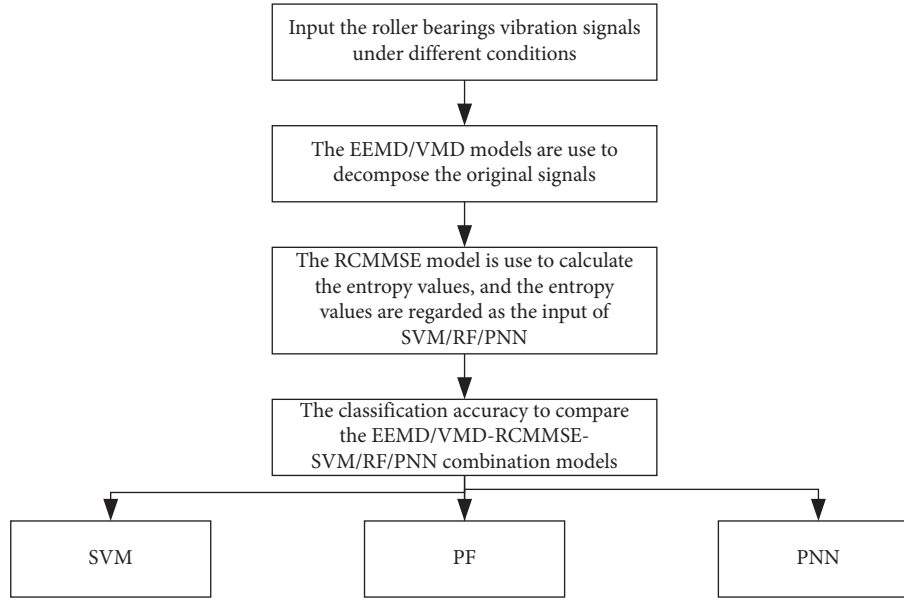 Input the roller bearings vibration signals
under different conditions
The EEMD/VMD models are use to
decompose the original signals
The RCMMSE model is use to calculate
the entropy values, and the entropy
values are regarded as the input of
SVM/RF/PNN
The classification accuracy to compare
the EEMD/VMD-RCMMSE-
SVM/RF/PNN combination models
SVM
PF
PNN